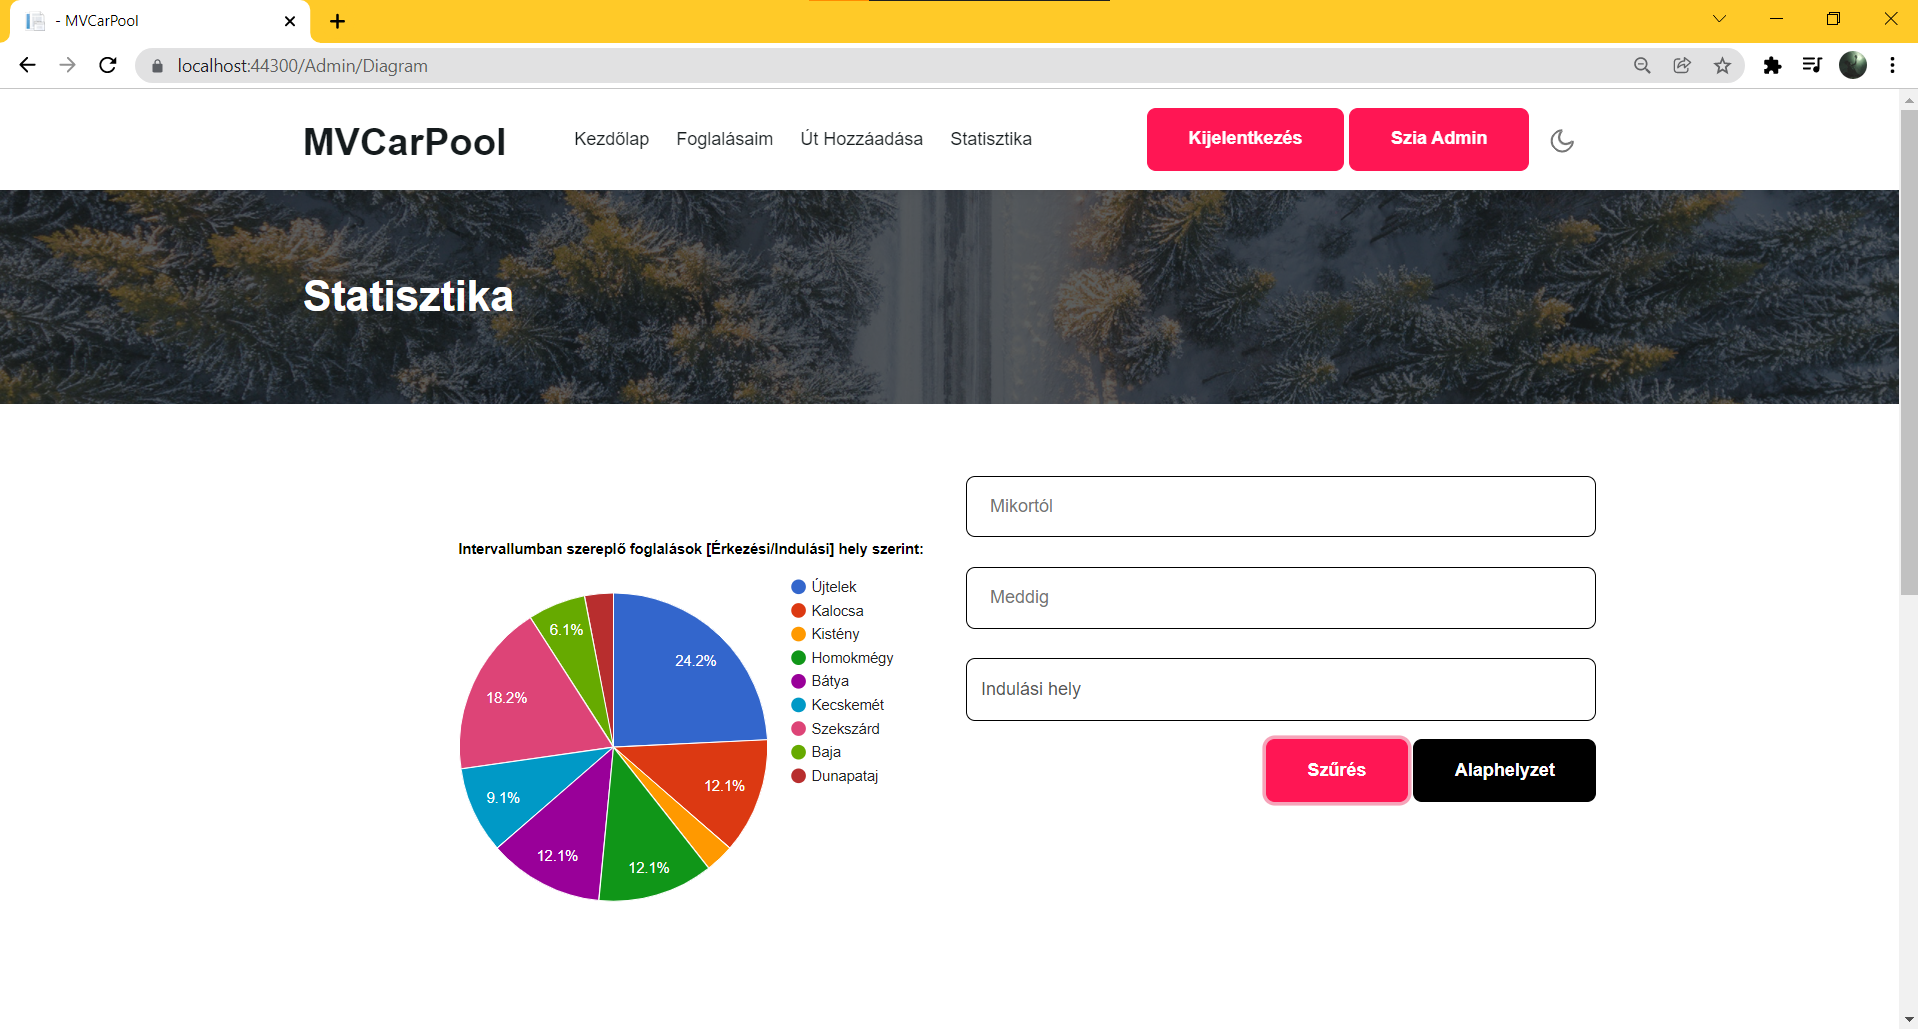 - MVCarPool
localhost:44300/Admin/Diagram
MVCarPool
Kezdőlap Foglalásaim Út Hozzáadása Statisztika
Kijelentkezés Szia Admin
Statisztika
Mikortól
Meddig
Indulási hely
Szűrés Alaphelyzet
Intervallumban szereplő foglalások [Érkezési/Indulási] hely szerint:
Újtelek
Kalocsa
Kistény
Homokmégy
Bátya
Kecskemét
Szekszárd
Baja
Dunapataj
24.2%
12.1%
12.1%
12.1%
9.1%
18.2%
6.1%